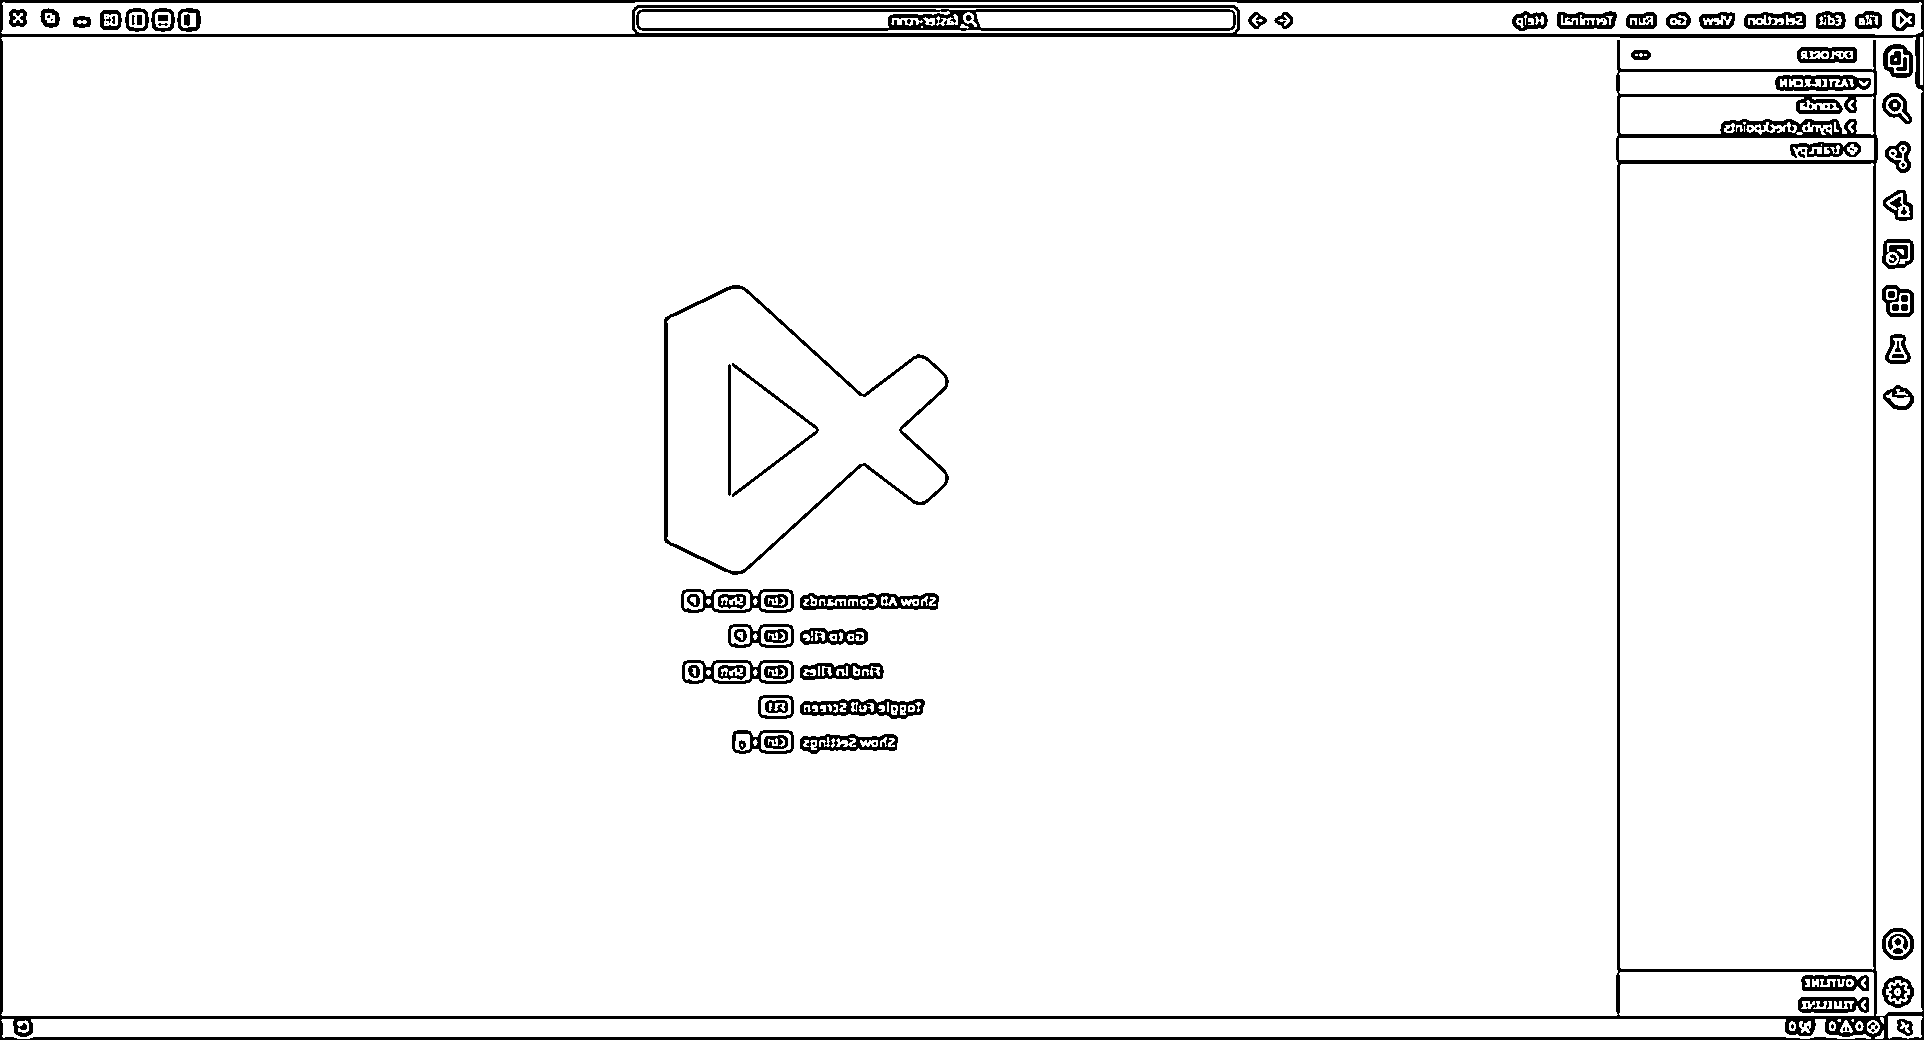 File Edit Selection View Go Run Terminal Help
faster-rcnn
EXPLORER
FASTER-RCNN
.conda
.ipynb_checkpoints
train.py
Show All Commands Ctrl + Shift + P
Go to File Ctrl + P
Find in Files Ctrl + Shift + F
Toggle Full Screen F11
Show Settings Ctrl + ,
OUTLINE
TIMELINE
0 0 0